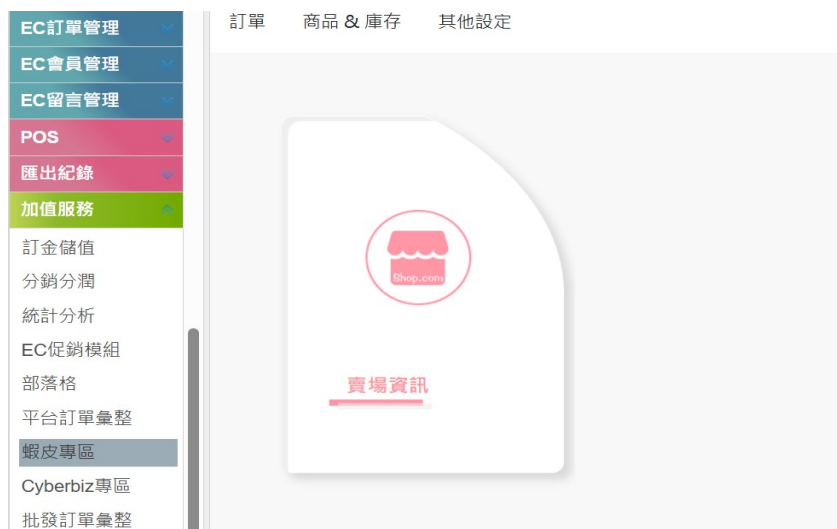 EC訂單管理
訂單 商品 & 庫存 其他設定
EC會員管理
EC留言管理
POS
匯出紀錄
加值服務
訂金儲值
分銷分潤
統計分析
EC促銷模組
部落格
平台訂單彙整
蝦皮專區
Cyberbiz專區
批發訂單彙整
Shop.com
賣場資訊